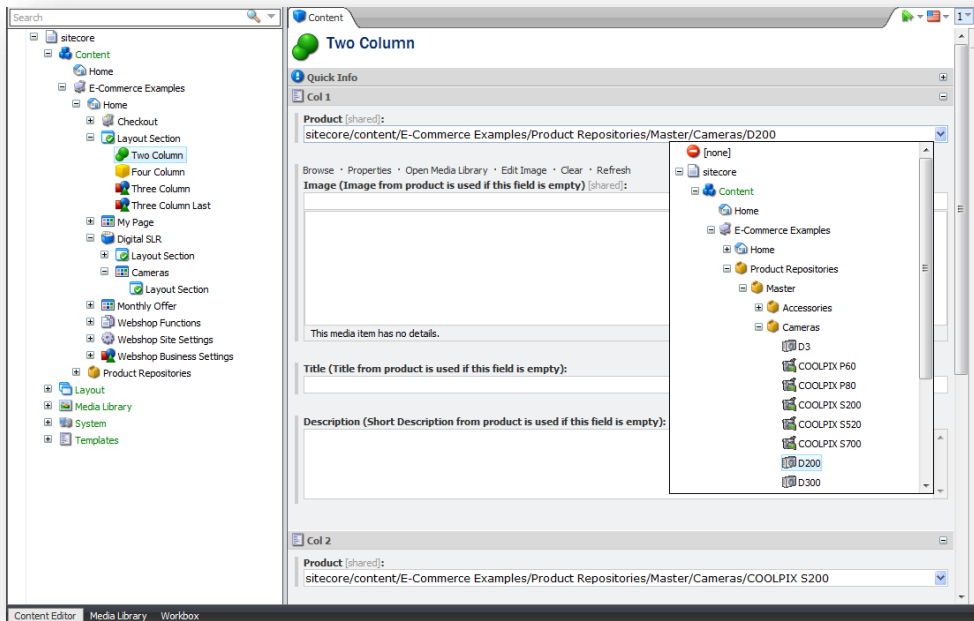 Search
sitecore
Content
Home
E-Commerce Examples
Home
Checkout
Layout Section
Two Column
Four Column
Three Column
Three Column Last
My Page
Digital SLR
Layout Section
Cameras
Layout Section
Monthly Offer
Webshop Functions
Webshop Site Settings
Webshop Business Settings
Product Repositories
Layout
Media Library
System
Templates
Content
1
Two Column
Quick Info
Col 1
Product [shared]:
sitecore/content/E-Commerce Examples/Product Repositories/Master/Cameras/D200
Browse · Properties · Open Media Library · Edit Image · Clear · Refresh
Image (Image from product is used if this field is empty) [shared]:
This media item has no details.
Title (Title from product is used if this field is empty):
Description (Short Description from product is used if this field is empty):
[none]
sitecore
Content
Home
E-Commerce Examples
Home
Product Repositories
Master
Accessories
Cameras
D3
COOLPIX P60
COOLPIX P80
COOLPIX S200
COOLPIX S520
COOLPIX S700
D200
D300
Col 2
Product [shared]:
sitecore/content/E-Commerce Examples/Product Repositories/Master/Cameras/COOLPIX S200
Content Editor Media Library Workbox